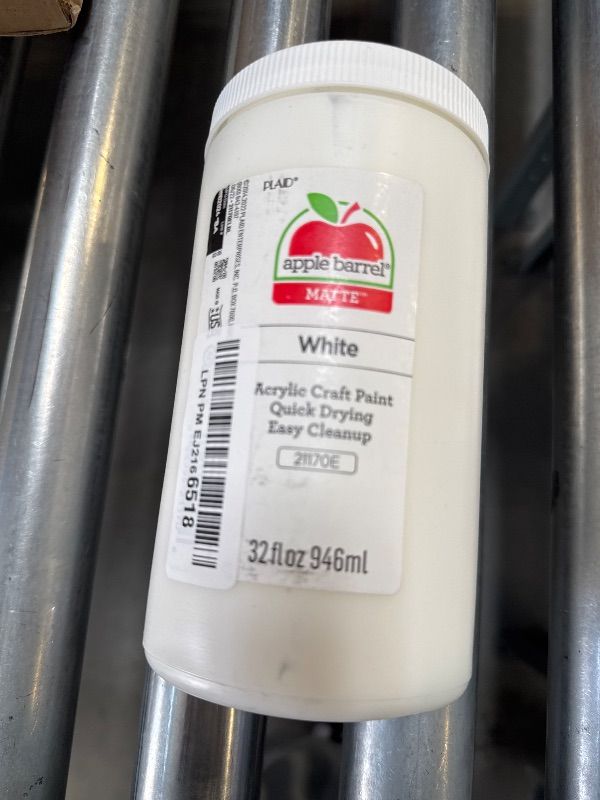 PLAID®
apple barrel®
MATTE™
White
Acrylic Craft Paint
Quick Drying
Easy Cleanup
21170E
32 fl oz 946ml
LPN PM EJ2166518